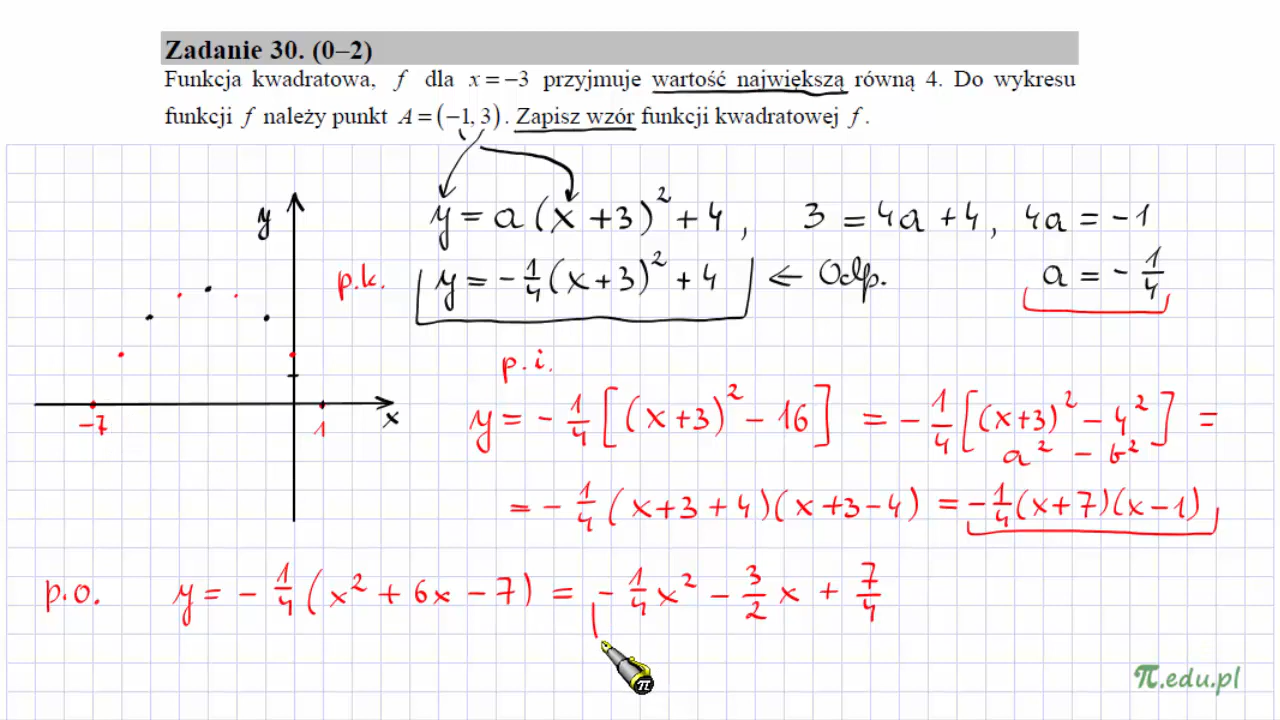 Zadanie 30. (0–2)
Funkcja kwadratowa, f dla x = −3 przyjmuje wartość największą równą 4. Do wykresu
funkcji f należy punkt A = (−1, 3). Zapisz wzór funkcji kwadratowej f.
y = a(x + 3)² + 4, 3 = 4a + 4, 4a = −1
y
p.k. y = −1/4(x+3)² + 4 ← Odp. a = −1/4
p.i.
−7 1 x
y = −1/4[(x+3)² − 16] = −1/4[(x+3)² − 4²] =
a² − b²
= −1/4(x+3+4)(x+3−4) = −1/4(x+7)(x−1)
p.o. y = −1/4(x² + 6x − 7) = −1/4x² − 3/2x + 7/4
π
π.edu.pl